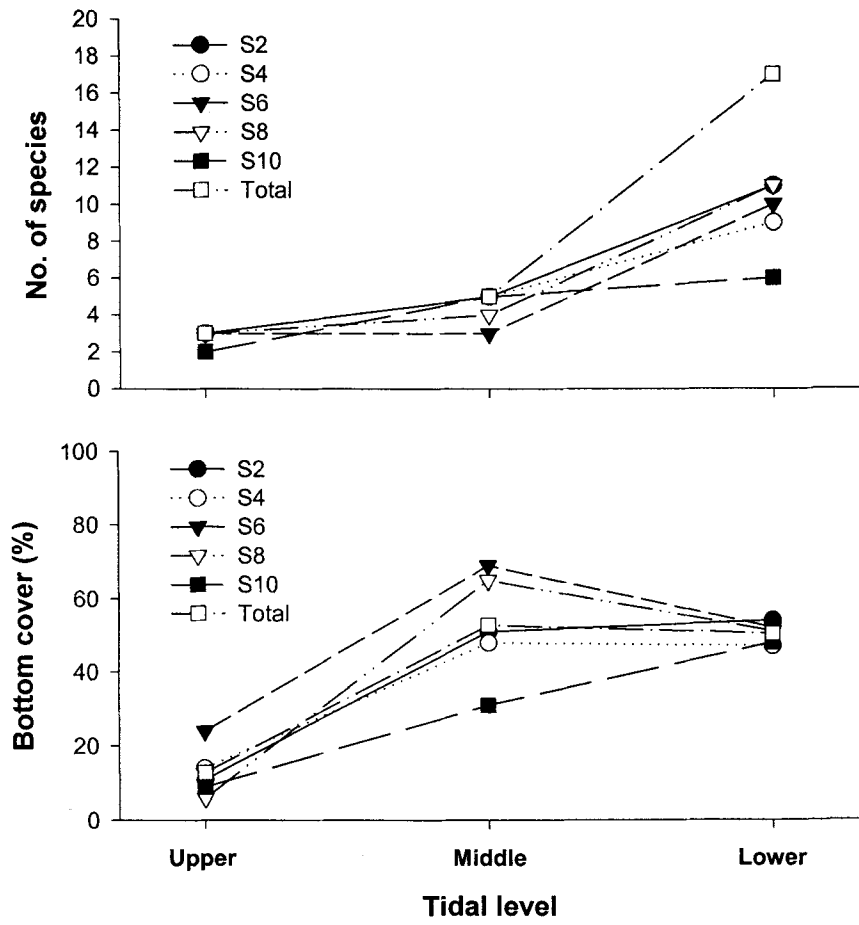 20
18
16
14
12
10
8
6
4
2
0
No. of species
S2
S4
S6
S8
S10
Total
100
80
60
40
20
0
Bottom cover (%)
S2
S4
S6
S8
S10
Total
Upper Middle Lower
Tidal level